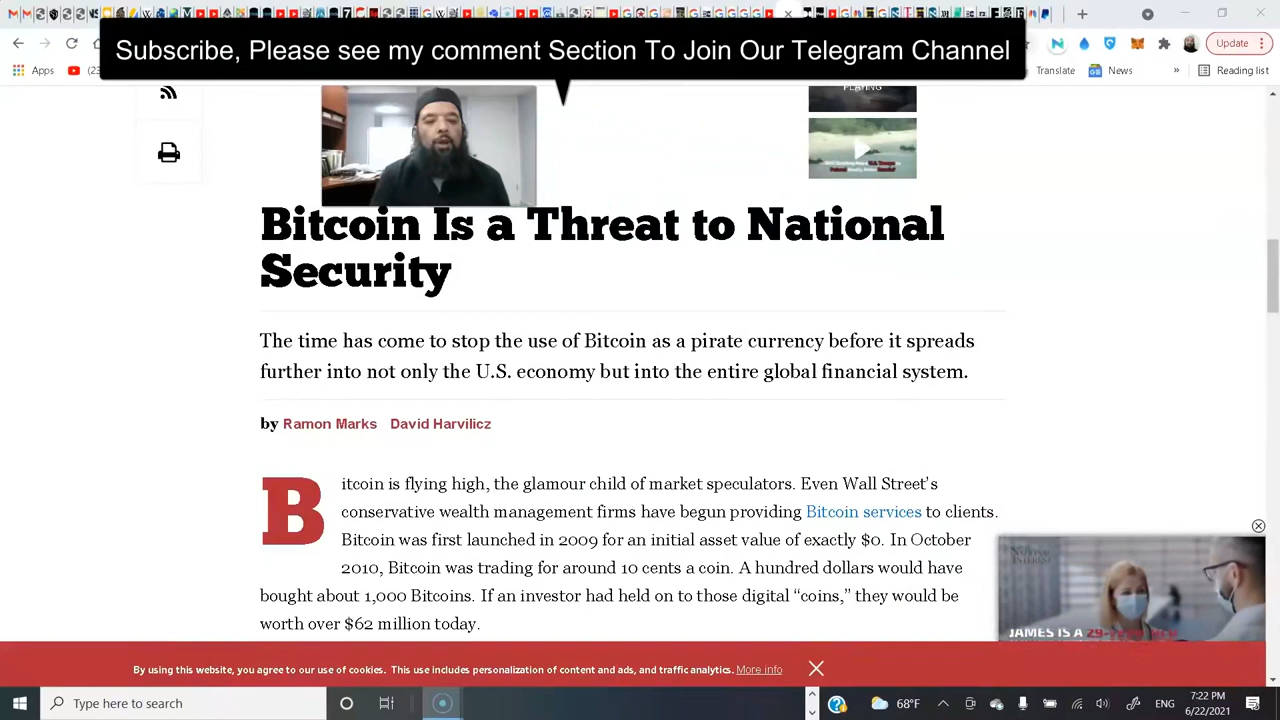 Subscribe, Please see my comment Section To Join Our Telegram Channel
Update
Apps
(23
Translate
News
»
Reading list
PLAYING
Bitcoin Is a Threat to National
Security
The time has come to stop the use of Bitcoin as a pirate currency before it spreads
further into not only the U.S. economy but into the entire global financial system.
by Ramon Marks David Harvilicz
Bitcoin is flying high, the glamour child of market speculators. Even Wall Street's
conservative wealth management firms have begun providing Bitcoin services to clients.
Bitcoin was first launched in 2009 for an initial asset value of exactly $0. In October
2010, Bitcoin was trading for around 10 cents a coin. A hundred dollars would have
bought about 1,000 Bitcoins. If an investor had held on to those digital “coins,” they would be
worth over $62 million today.
NATIONAL
INTEREST
JAMES IS A
By using this website, you agree to our use of cookies. This use includes personalization of content and ads, and traffic analytics. More info
Type here to search
68°F
ENG
7:22 PM
6/22/2021